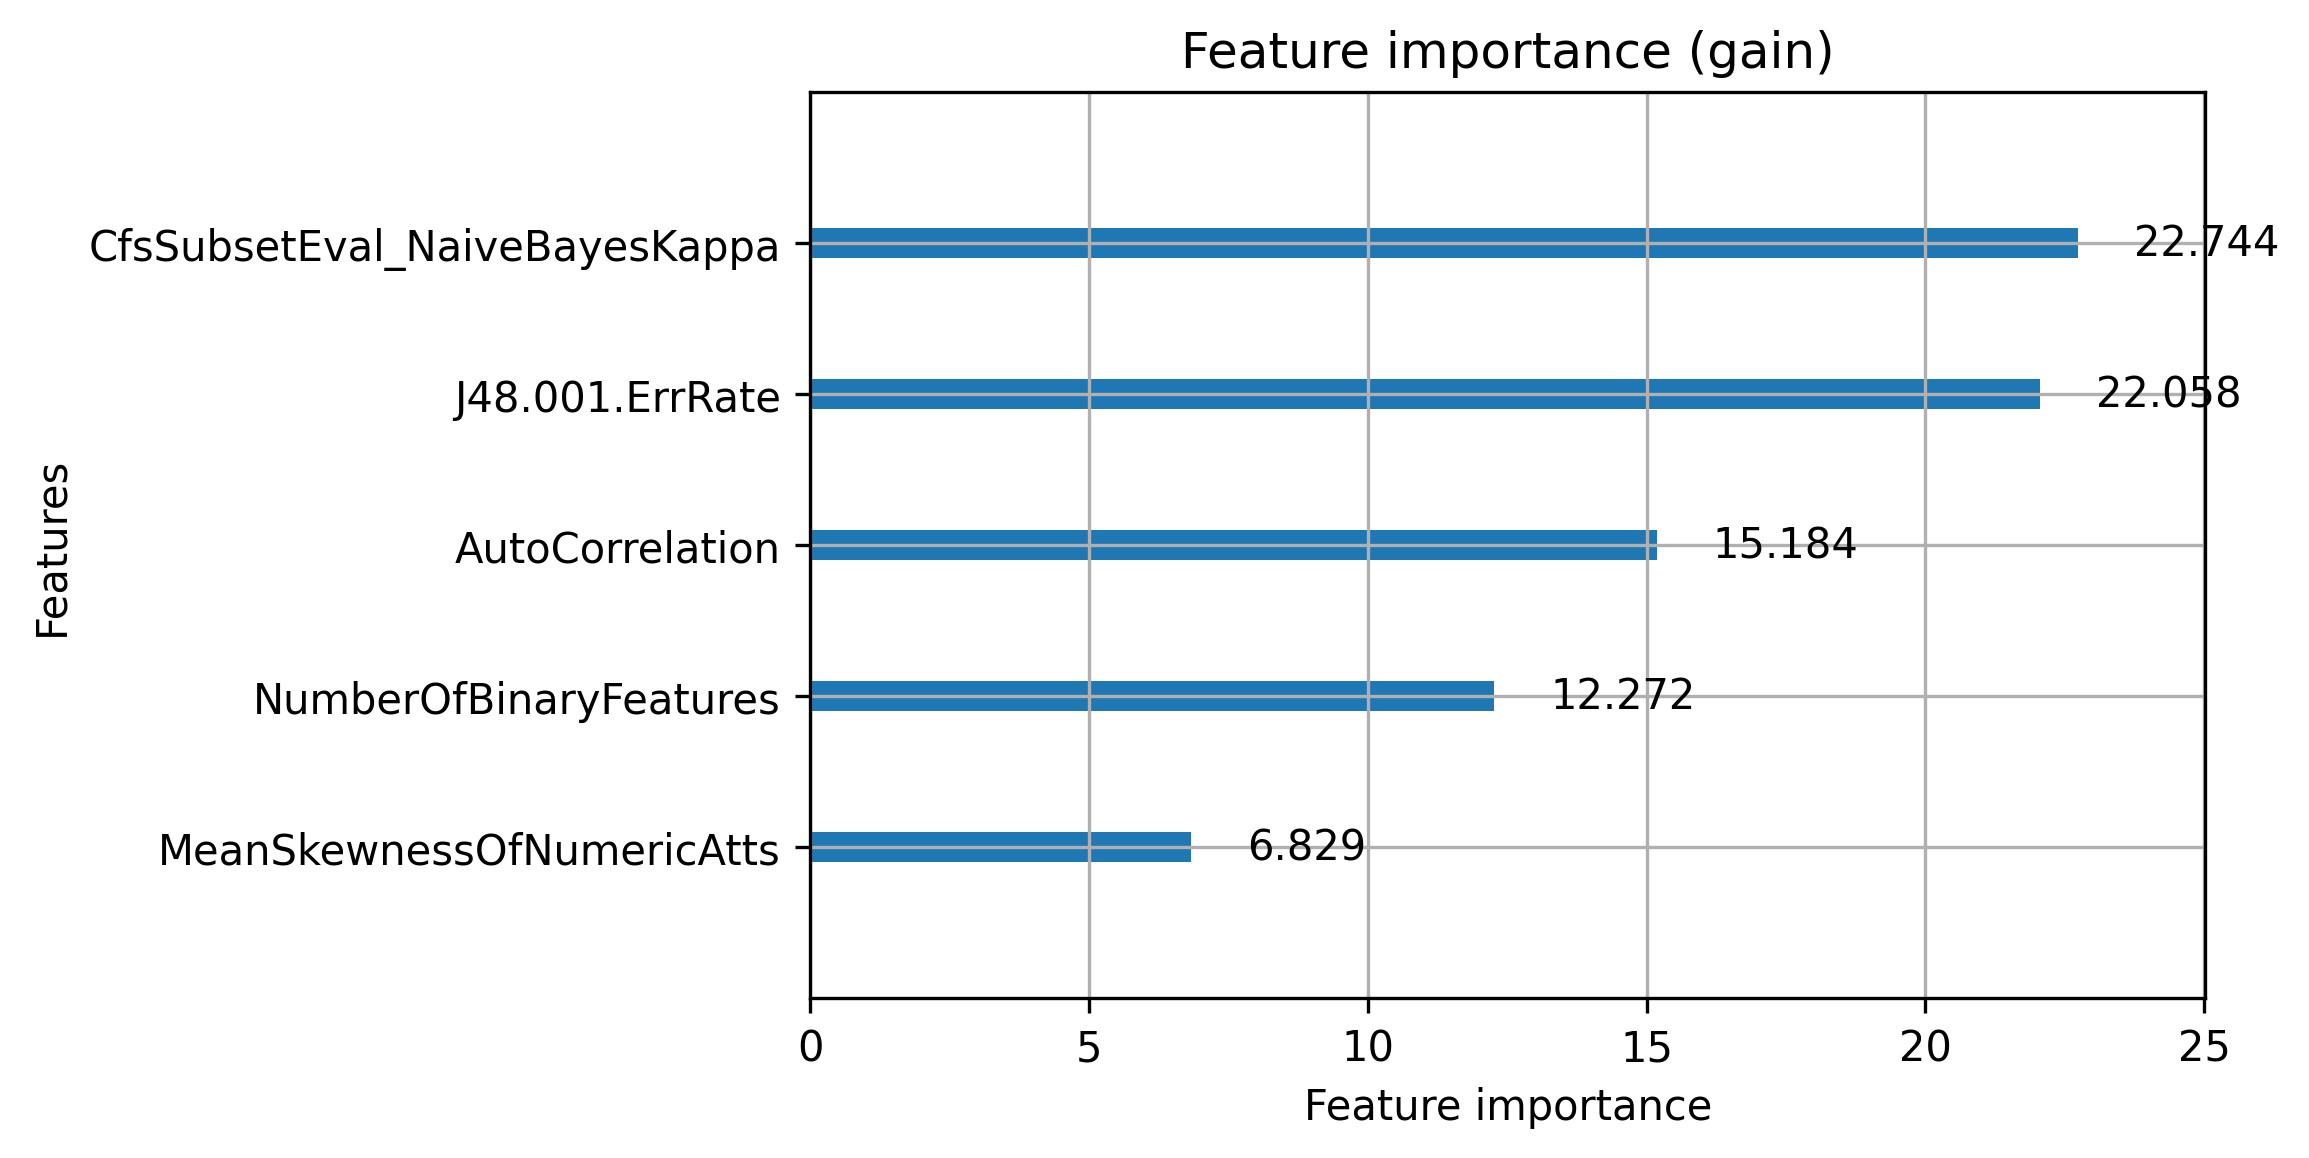 Feature importance (gain)
CfsSubsetEval_NaiveBayesKappa
22.744
J48.001.ErrRate
22.058
AutoCorrelation
15.184
NumberOfBinaryFeatures
12.272
MeanSkewnessOfNumericAtts
6.829
Features
0 5 10 15 20 25
Feature importance